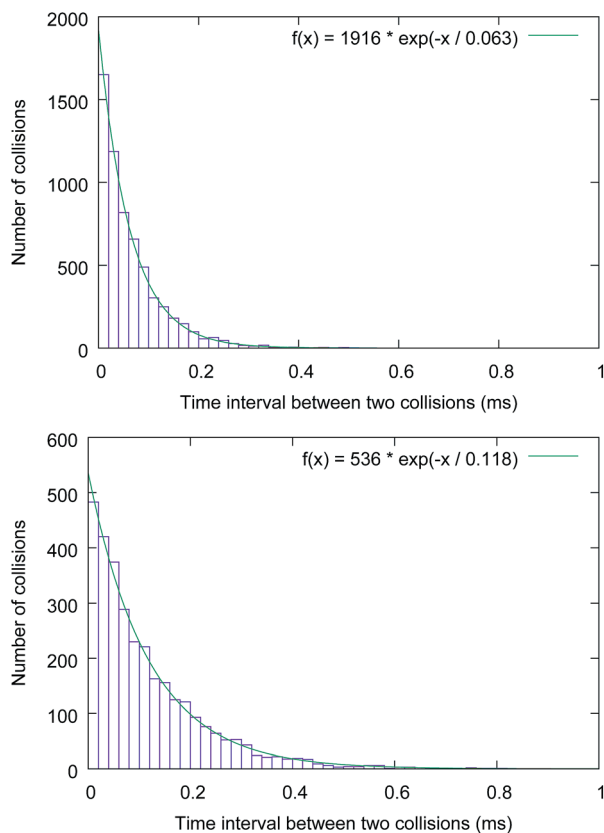 2000
f(x) = 1916 * exp(-x / 0.063)
1500
1000
500
0
Number of collisions
0 0.2 0.4 0.6 0.8 1
Time interval between two collisions (ms)
600
f(x) = 536 * exp(-x / 0.118)
500
400
300
200
100
0
Number of collisions
0 0.2 0.4 0.6 0.8 1
Time interval between two collisions (ms)